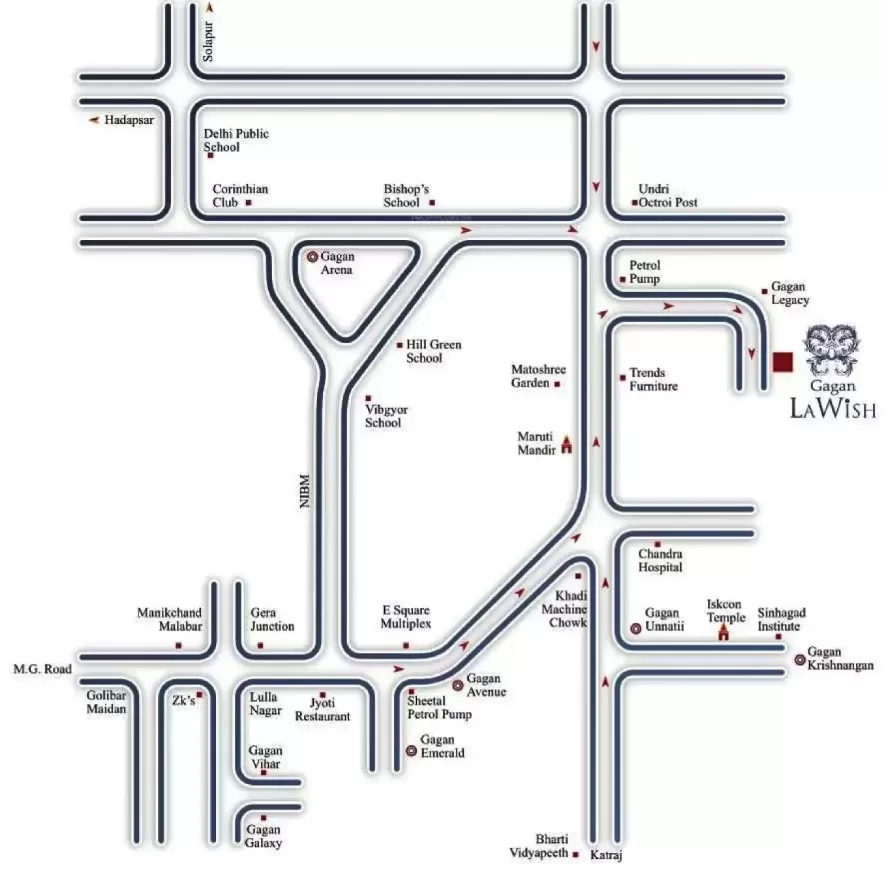 Solapur
Hadapsar
Delhi Public
School
Corinthian
Club
Bishop's
School
Undri
Octroi Post
Gagan
Arena
Petrol
Pump
Gagan
Legacy
Hill Green
School
Matoshree
Garden
Trends
Furniture
Gagan
LAWiSH
Vibgyor
School
Maruti
Mandir
NIBM
Chandra
Hospital
Manikchand
Malabar
Gera
Junction
E Square
Multiplex
Khadi
Machine
Chowk
Gagan
Unnatii
Iskcon
Temple
Sinhagad
Institute
M.G. Road
Gagan
Krishnangan
Golibar
Maidan
Zk's
Lulla
Nagar
Jyoti
Restaurant
Sheetal
Petrol Pump
Gagan
Avenue
Gagan
Vihar
Gagan
Emerald
Gagan
Galaxy
Bharti
Vidyapeeth
Katraj